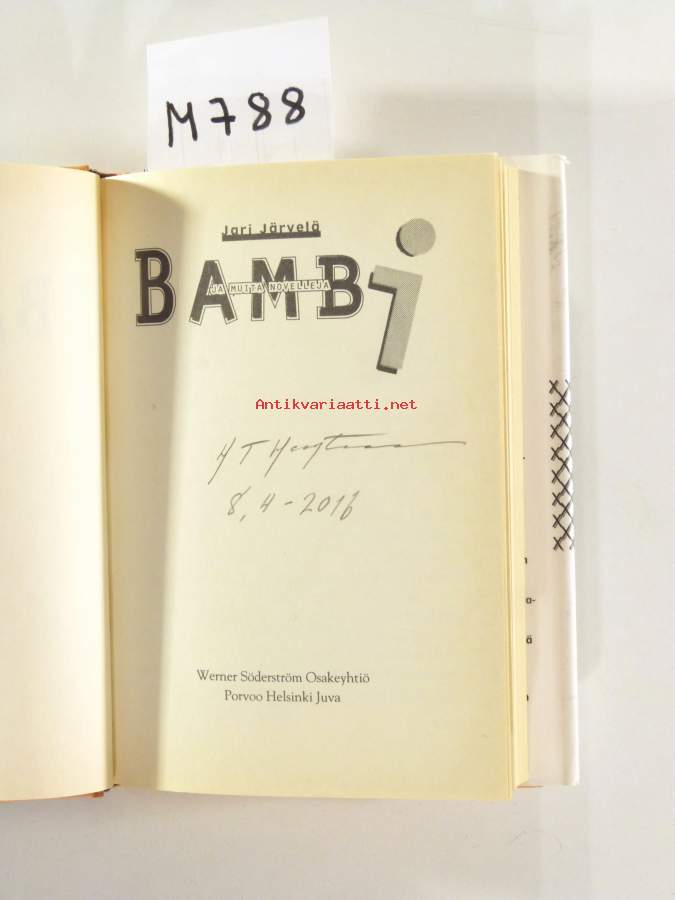 M788
Jari Järvelä
BAMBi
JA MUITA NOVELLEJA
Antikvariaatti.net
H T
8,4-2016
Werner Söderström Osakeyhtiö
Porvoo Helsinki Juva
a-
ä